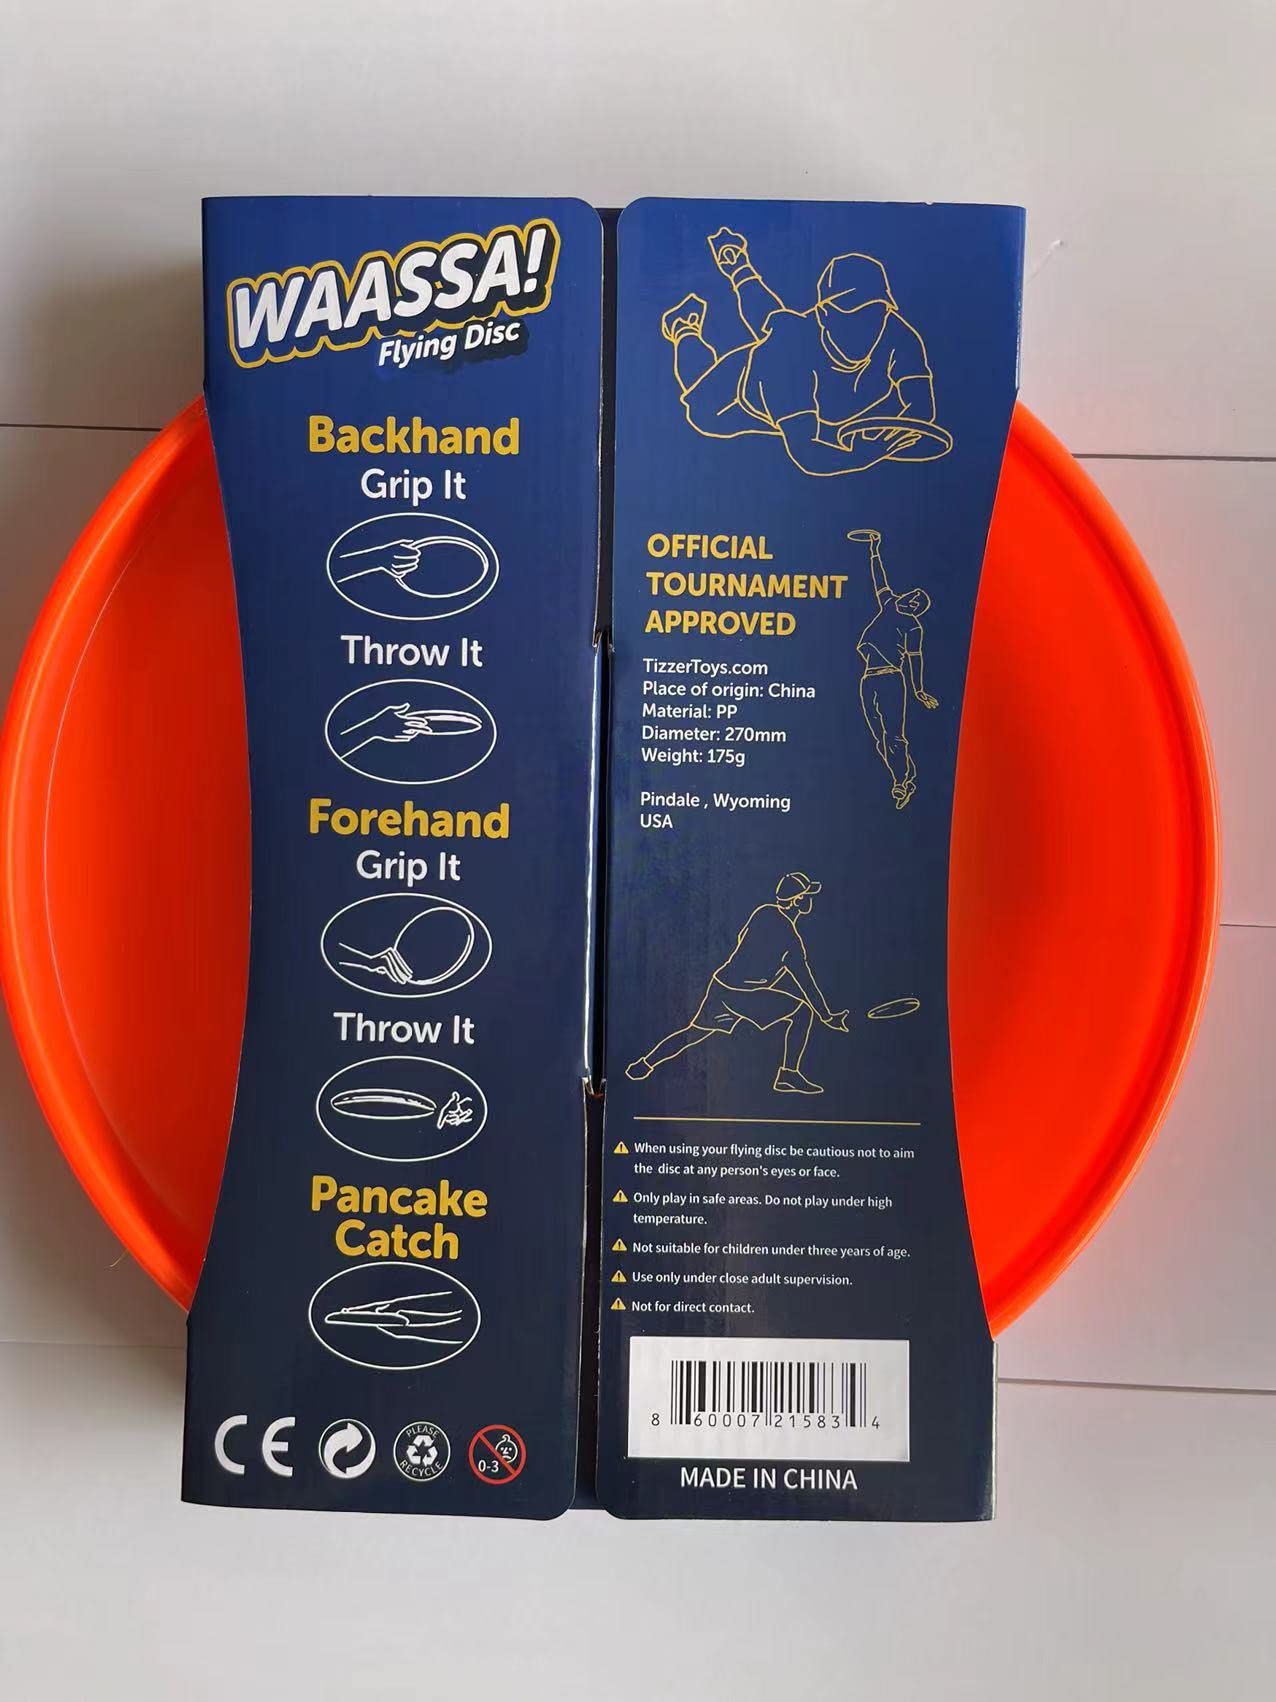 WAASSA!
Flying Disc
Backhand
Grip It
Throw It
Forehand
Grip It
Throw It
Pancake
Catch
CE
PLEASE
RECYCLE
0-3
OFFICIAL
TOURNAMENT
APPROVED
TizzerToys.com
Place of origin: China
Material: PP
Diameter: 270mm
Weight: 175g
Pindale , Wyoming
USA
When using your flying disc be cautious not to aim
the disc at any person's eyes or face.
Only play in safe areas. Do not play under high
temperature.
Not suitable for children under three years of age.
Use only under close adult supervision.
Not for direct contact.
8 60007 21583 4
MADE IN CHINA